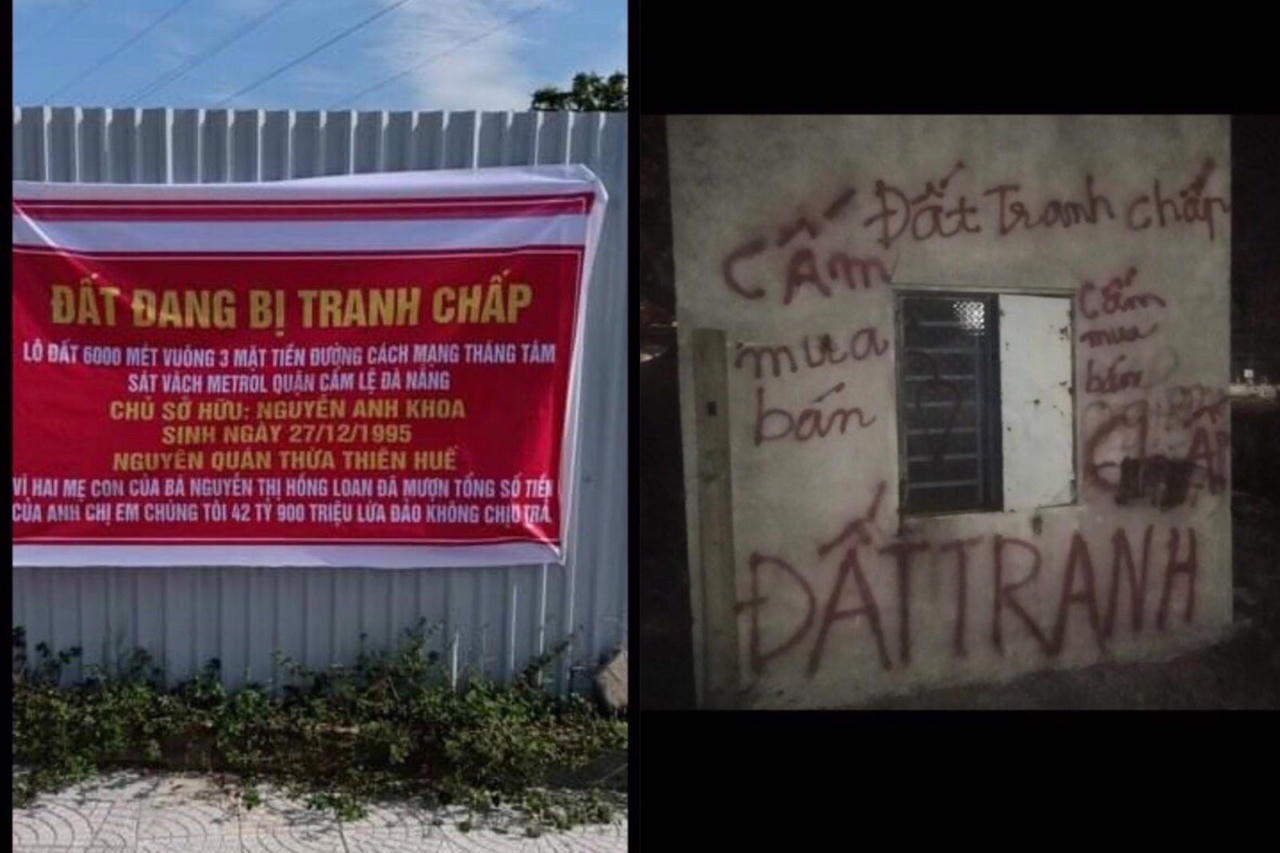 ĐẤT ĐANG BỊ TRANH CHẤP
LÔ ĐẤT 6000 MÉT VUÔNG 3 MẶT TIỀN ĐƯỜNG CÁCH MẠNG THÁNG TÁM
SÁT VÁCH METROL QUẬN CẨM LỆ ĐÀ NẴNG
CHỦ SỞ HỮU: NGUYỄN ANH KHOA
SINH NGÀY 27/12/1995
NGUYÊN QUÁN THỪA THIÊN HUẾ
VÌ HAI MẸ CON CỦA BÀ NGUYỄN THỊ HỒNG LOAN ĐÃ MƯỢN TỔNG SỐ TIỀN
CỦA ANH CHỊ EM CHÚNG TÔI 42 TỶ 900 TRIỆU LỪA ĐẢO KHÔNG CHỊU TRẢ
Đất Tranh chấp
CẤm
mua
bán
Cấm
mua
bán
ĐẤT TRANH